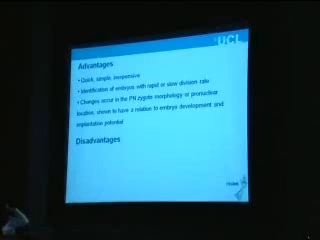 UCL
Advantages
• Quick, simple, inexpensive
• Identification of embryos with rapid or slow division rate
• Changes occur in the PN zygote morphology or pronuclear
location, shown to have a relation to embryo development and
implantation potential
Disadvantages